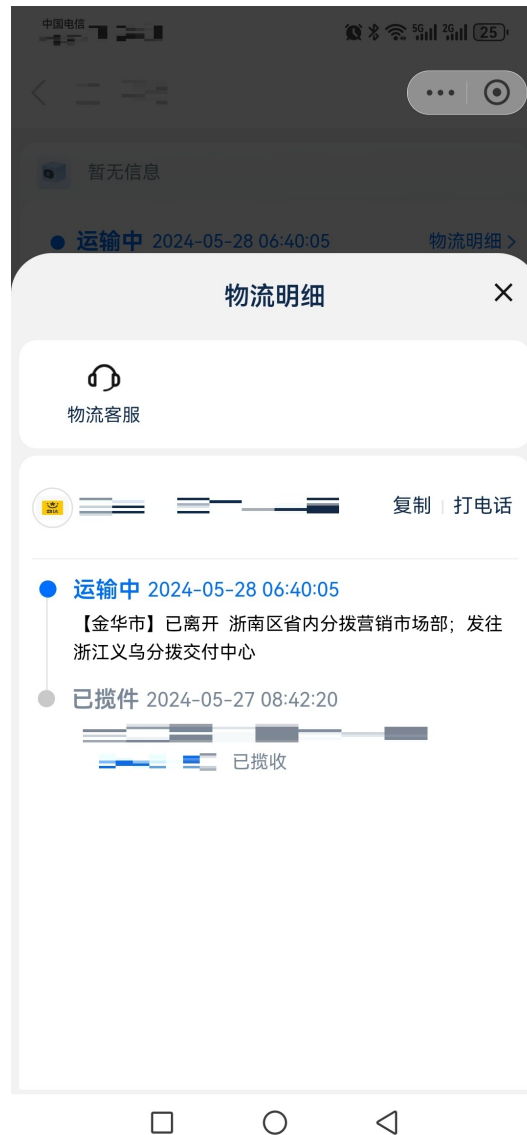 中国电信
5G 2G 25
暂无信息
运输中 2024-05-28 06:40:05 物流明细
物流明细
物流客服
复制 打电话
运输中 2024-05-28 06:40:05
【金华市】已离开 浙南区省内分拨营销市场部；发往
浙江义乌分拨交付中心
已揽件 2024-05-27 08:42:20
已揽收